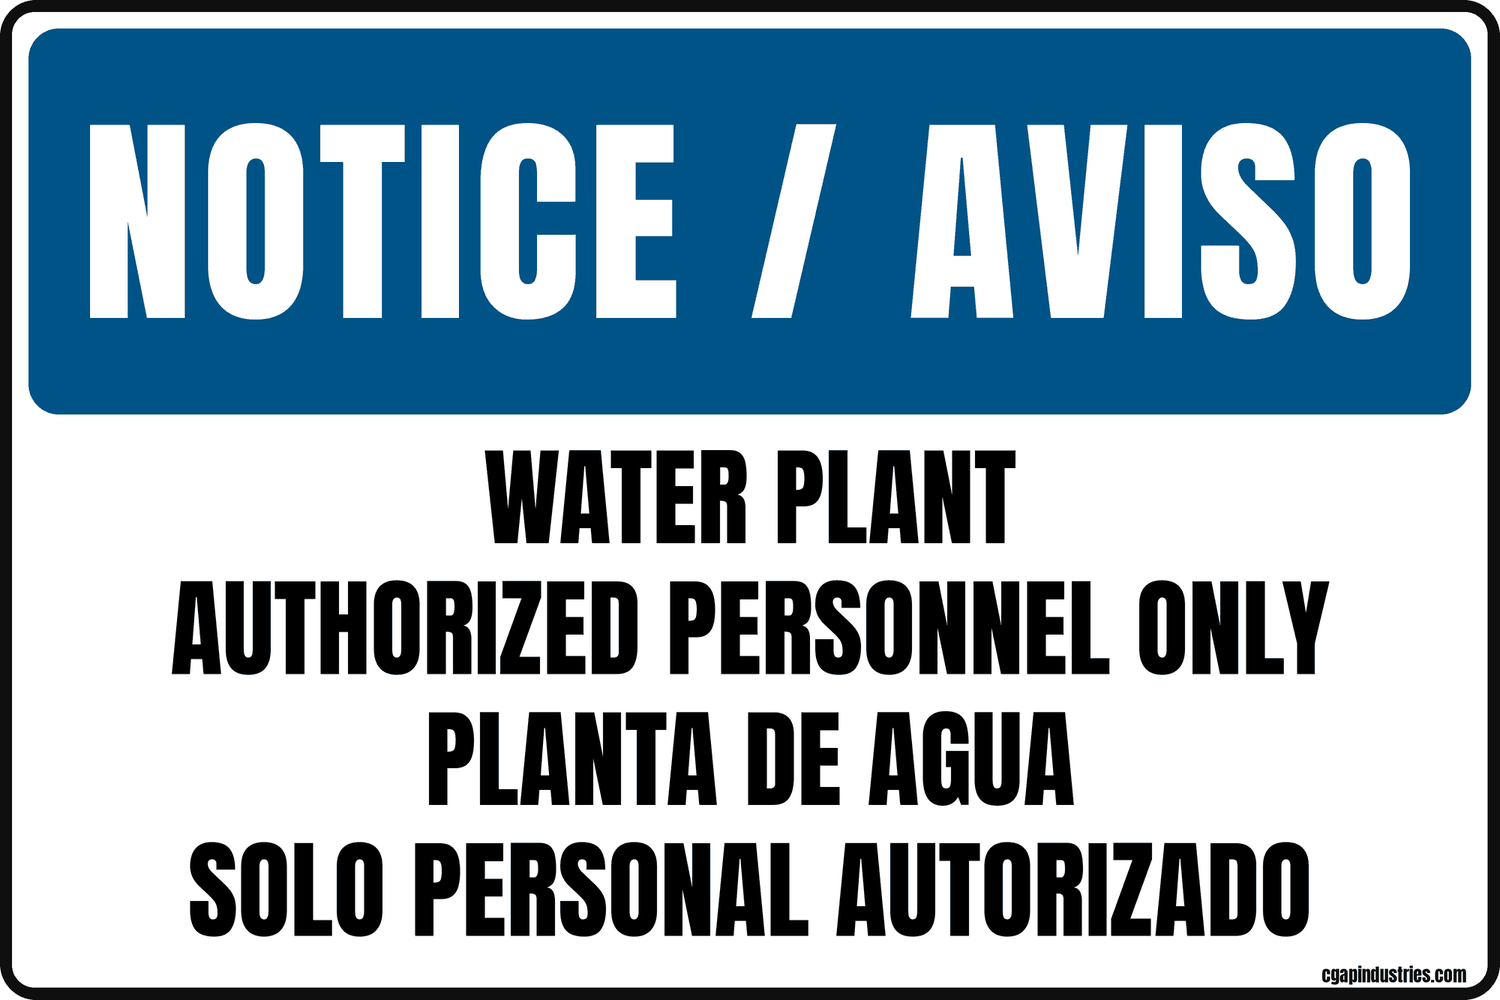 NOTICE / AVISO
WATER PLANT
AUTHORIZED PERSONNEL ONLY
PLANTA DE AGUA
SOLO PERSONAL AUTORIZADO
cgapindustries.com